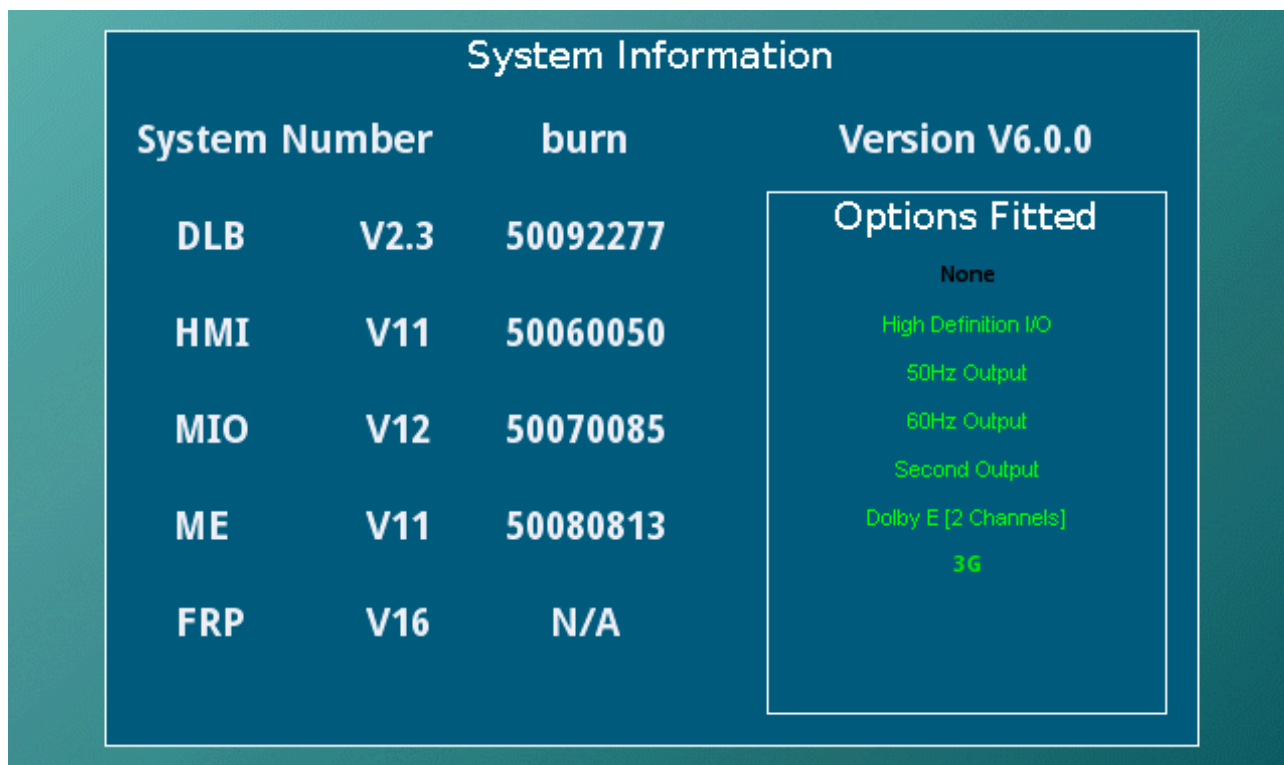 System Information
System Number burn Version V6.0.0
DLB V2.3 50092277
HMI V11 50060050
MIO V12 50070085
ME V11 50080813
FRP V16 N/A
Options Fitted
None
High Definition I/O
50Hz Output
60Hz Output
Second Output
Dolby E [2 Channels]
3G